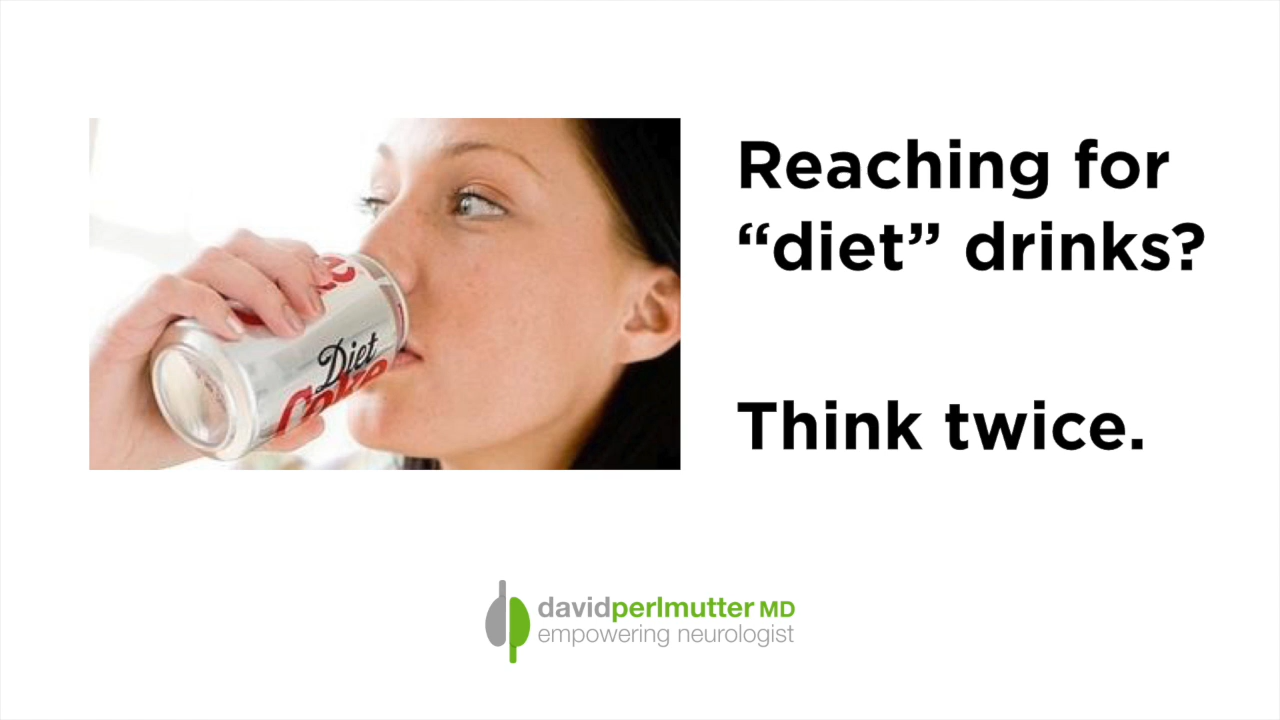 Reaching for
“diet” drinks?
Think twice.
Diet
Coke
davidperlmutter MD
empowering neurologist